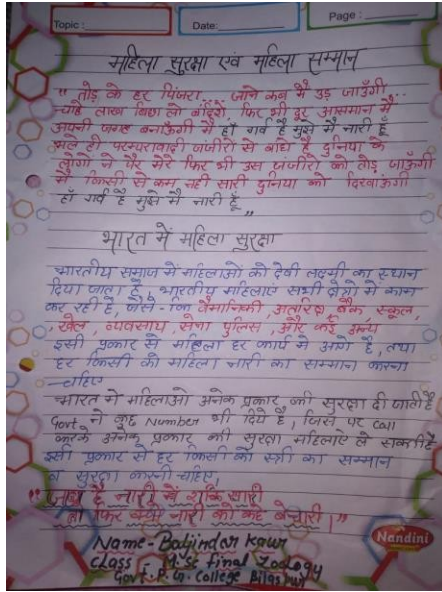 Topic :
Date:
Page :
महिला सुरक्षा एवं महिला सम्मान
" तोड़ के हर पिंजरा.... जाने कब मैं उड़ जाऊँगी..
चाहे लाख बिछा लो बंदिशें फिर भी दूर आसमान में
अपनी जगह बनाऊंगी मैं हाँ गर्व है मुझे मैं नारी हूँ
भले ही परम्परावादी जंजीरों से बांधे है दुनिया के
लोगों ने पैर मेरे फिर भी उस जंजीरों को तोड़ जाऊँगी
मैं किसी से कम नहीं सारी दुनिया को दिखाऊंगी
हाँ गर्व है मुझे मैं नारी हूँ "
भारत में महिला सुरक्षा
भारतीय समाज में महिलाओं को देवी लक्ष्मी का स्थान
दिया जाता है, भारतीय महिलाएं सभी क्षेत्रो में काम
कर रही है, जैसे - कि वैमानिकी, अतंरिक्ष, बैंक, स्कूल,
, खेल, व्यवसाय, सेना पुलिस, और कई अन्य
इसी प्रकार से महिला हर कार्य में आगे है, तथा
हर किसी को महिला नारी का सम्मान करना
चाहिए
भारत में महिलाओं अनेक प्रकार की सुरक्षा दी जाती है
Govt ने कुछ Number भी दिये है, जिस पर call
करके अनेक प्रकार की सुरक्षा महिलाएं ले सकती है
इसी प्रकार से हर किसी को स्त्री का सम्मान
व सुरक्षा करनी चाहिए,
है नारी में शक्ति सारी
तो फिर क्यों नारी को कहे बेचारी।"
Nandini
Name - Baljindar Kaur
Class - M.Sc final Zoology
Govt. P. G. College Bilaspur